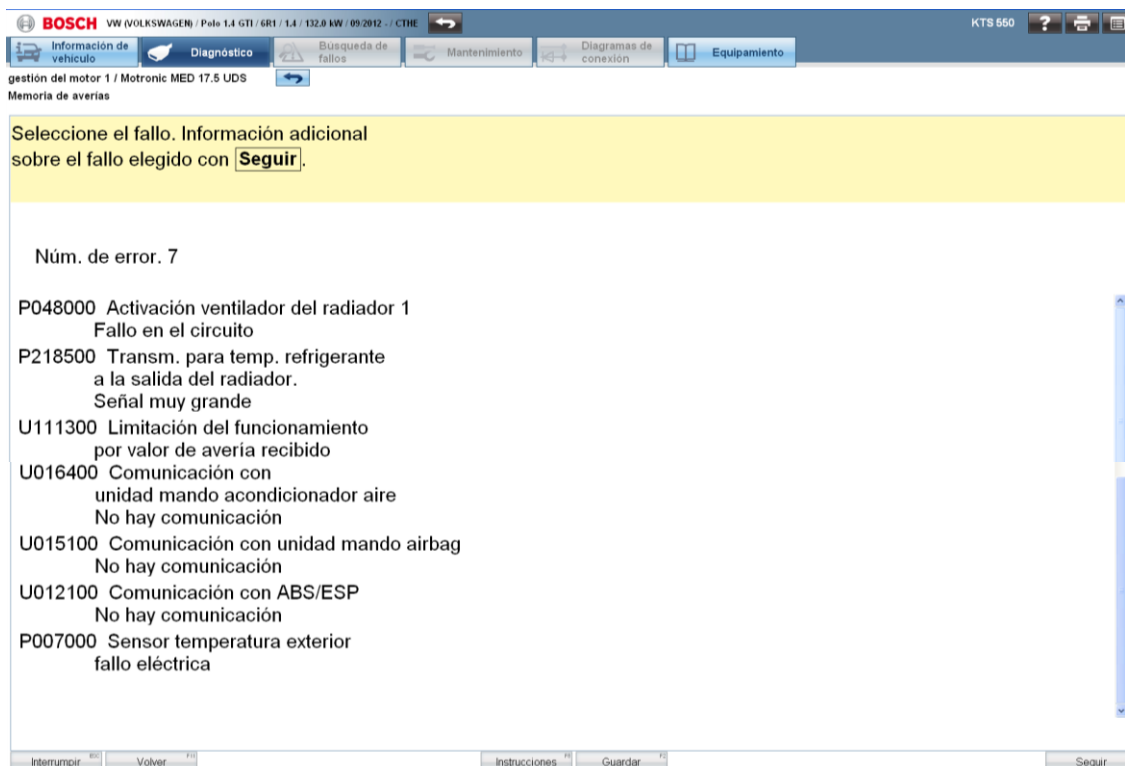 BOSCH VW (VOLKSWAGEN) / Polo 1.4 GTI / 6R1 / 1.4 / 132.0 kW / 09/2012 - / CTHE
KTS 550 ?
Información de vehículo
Diagnóstico
Búsqueda de fallos
Mantenimiento
Diagramas de conexión
Equipamiento
gestión del motor 1 / Motronic MED 17.5 UDS
Memoria de averías
Seleccione el fallo. Información adicional
sobre el fallo elegido con Seguir.
Núm. de error. 7
P048000 Activación ventilador del radiador 1
Fallo en el circuito
P218500 Transm. para temp. refrigerante
a la salida del radiador.
Señal muy grande
U111300 Limitación del funcionamiento
por valor de avería recibido
U016400 Comunicación con
unidad mando acondicionador aire
No hay comunicación
U015100 Comunicación con unidad mando airbag
No hay comunicación
U012100 Comunicación con ABS/ESP
No hay comunicación
P007000 Sensor temperatura exterior
fallo eléctrica
Interrumpir ESC Volver F11 Instrucciones Guardar F2 Seguir